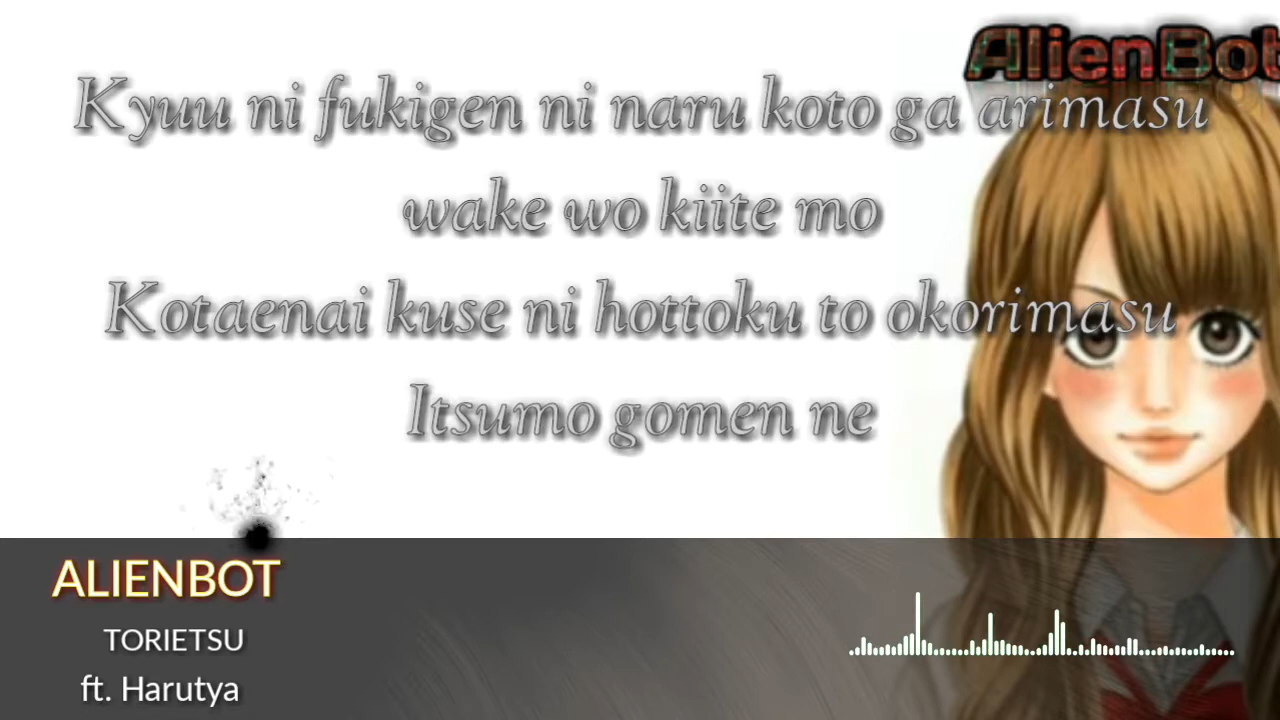 AlienBot
Kyuu ni fukigen ni naru koto ga arimasu
wake wo kiite mo
Kotaenai kuse ni hottoku to okorimasu
Itsumo gomen ne
ALIENBOT
TORIETSU
ft. Harutya